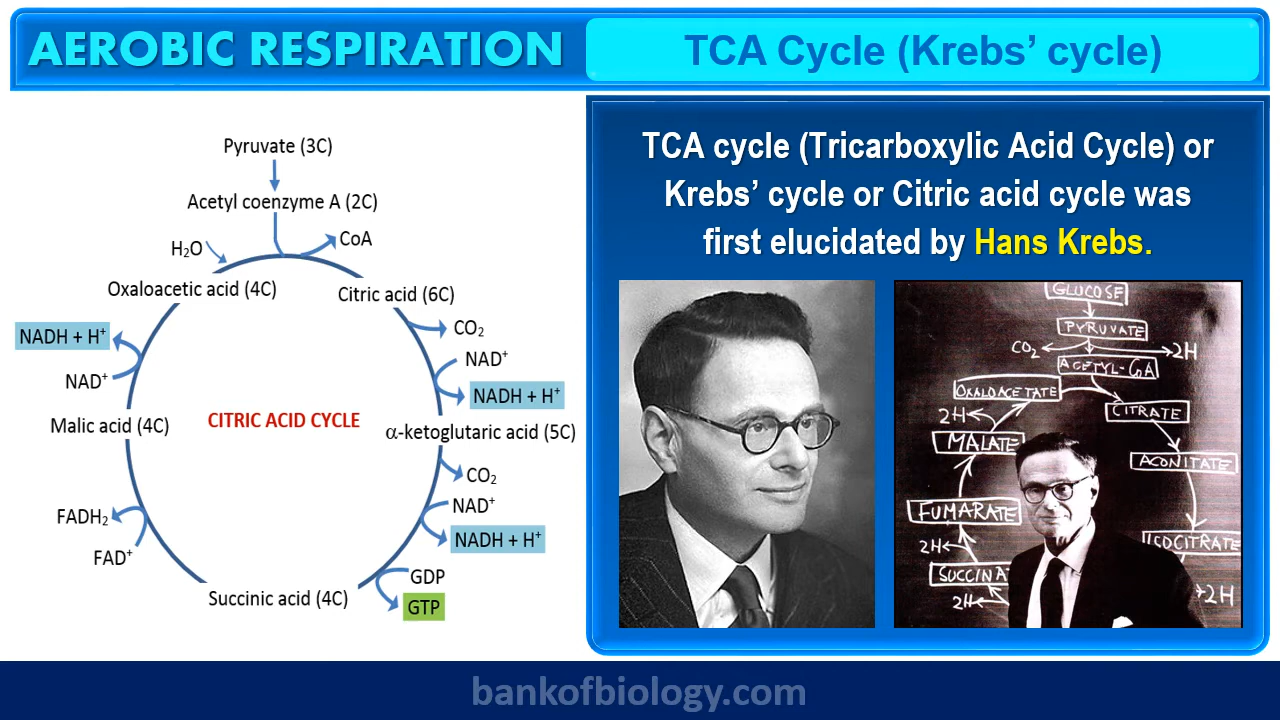 AEROBIC RESPIRATION
TCA Cycle (Krebs’ cycle)
Pyruvate (3C)
Acetyl coenzyme A (2C)
CoA
H₂O
Oxaloacetic acid (4C)
Citric acid (6C)
CO₂
NAD⁺
NADH + H⁺
α-ketoglutaric acid (5C)
CO₂
NAD⁺
NADH + H⁺
GDP
GTP
Succinic acid (4C)
FAD⁺
FADH₂
Malic acid (4C)
NAD⁺
NADH + H⁺
CITRIC ACID CYCLE
TCA cycle (Tricarboxylic Acid Cycle) or
Krebs’ cycle or Citric acid cycle was
first elucidated by Hans Krebs.
GLUCOSE
PYRUVATE
CO₂
2H
ACETYL-CoA
OXALOACETATE
CITRATE
2H
MALATE
ACONITATE
FUMARATE
ISOCITRATE
2H
SUCCINA
2H
2H
bankofbiology.com